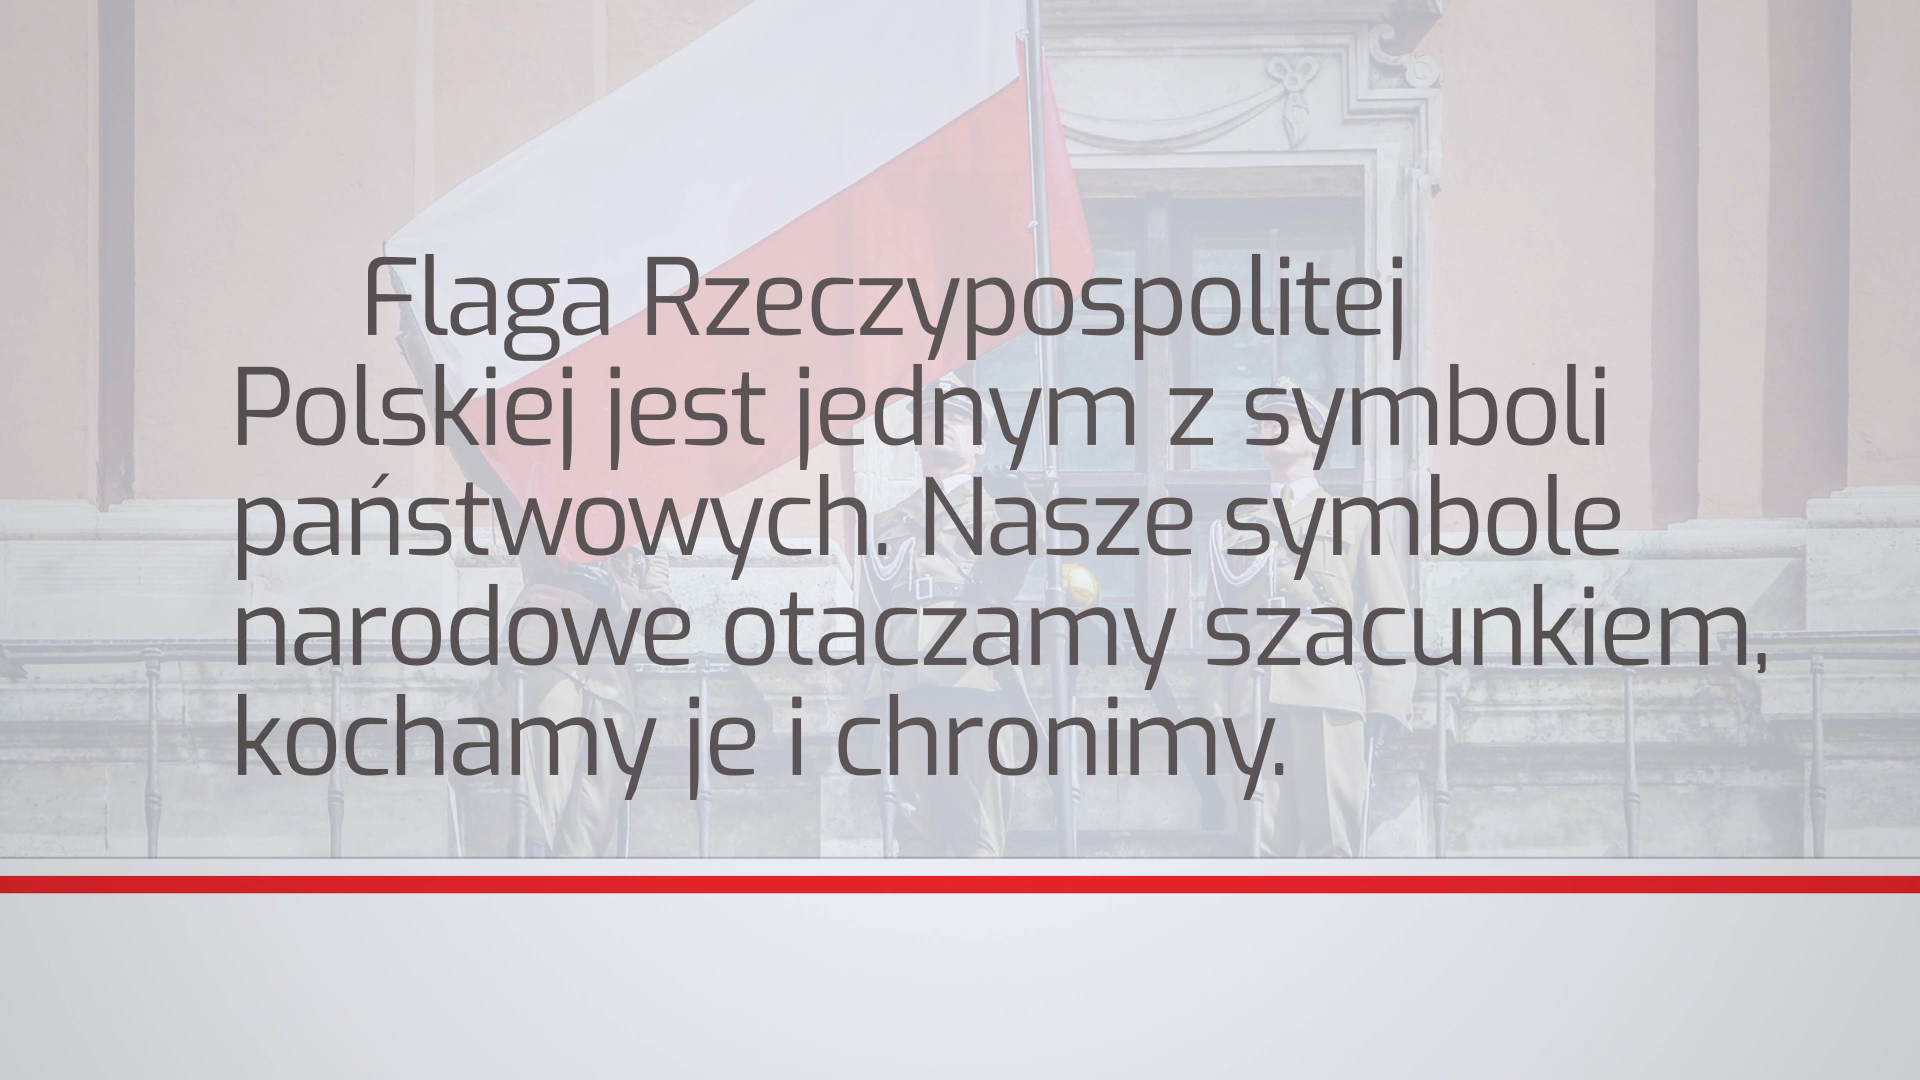 Flaga Rzeczypospolitej
Polskiej jest jednym z symboli
państwowych. Nasze symbole
narodowe otaczamy szacunkiem,
kochamy je i chronimy.